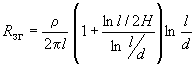 R_зг = ρ/(2πl) (1 + (ln l/2H)/(ln l/d)) ln l/d